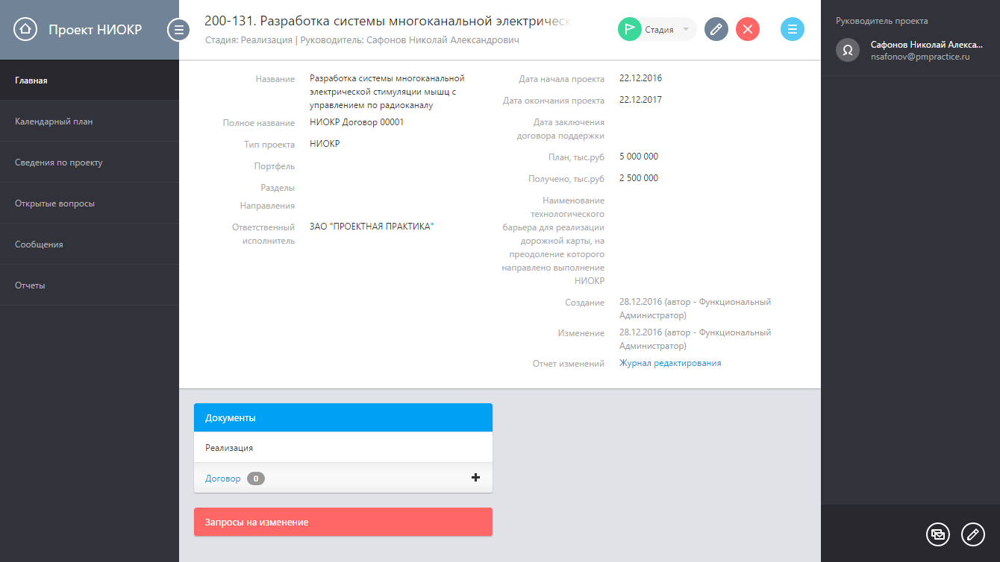 Проект НИОКР
Главная
Календарный план
Сведения по проекту
Открытые вопросы
Сообщения
Отчеты
200-131. Разработка системы многоканальной электричес
Стадия: Реализация | Руководитель: Сафонов Николай Александрович
Стадия
Название
Разработка системы многоканальной
электрической стимуляции мышц с
управлением по радиоканалу
Полное название
НИОКР Договор 00001
Тип проекта
НИОКР
Портфель
Разделы
Направления
Ответственный
исполнитель
ЗАО "ПРОЕКТНАЯ ПРАКТИКА"
Дата начала проекта
22.12.2016
Дата окончания проекта
22.12.2017
Дата заключения
договора поддержки
План, тыс.руб
5 000 000
Получено, тыс.руб
2 500 000
Наименование
технологического
барьера для реализации
дорожной карты, на
преодоление которого
направлено выполнение
НИОКР
Создание
28.12.2016 (автор - Функциональный
Администратор)
Изменение
28.12.2016 (автор - Функциональный
Администратор)
Отчет изменений
Журнал редактирования
Документы
Реализация
Договор 0
Запросы на изменение
Руководитель проекта
Сафонов Николай Алекса...
nsafonov@pmpractice.ru